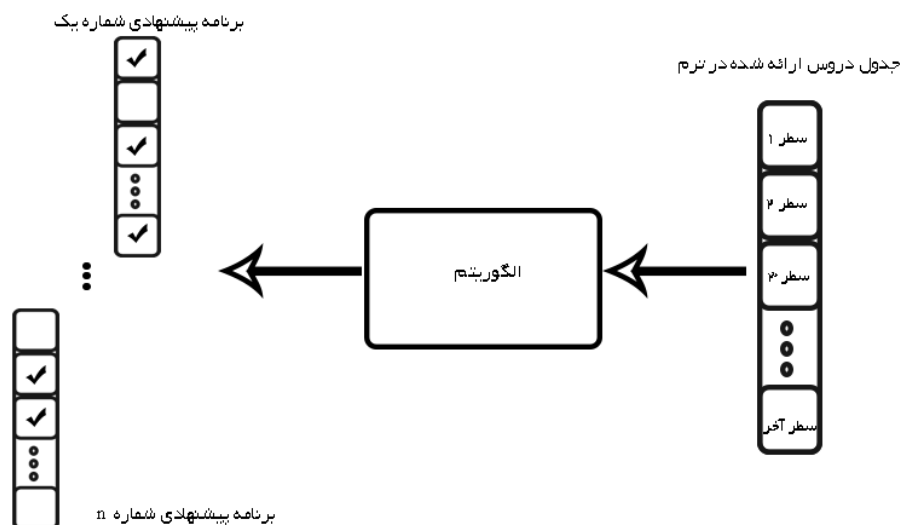 جدول دروس ارائه شده در ترم
سطر ۱
سطر ۲
سطر ۳
سطر آخر
الگوریتم
برنامه پیشنهادی شماره یک
برنامه پیشنهادی شماره n